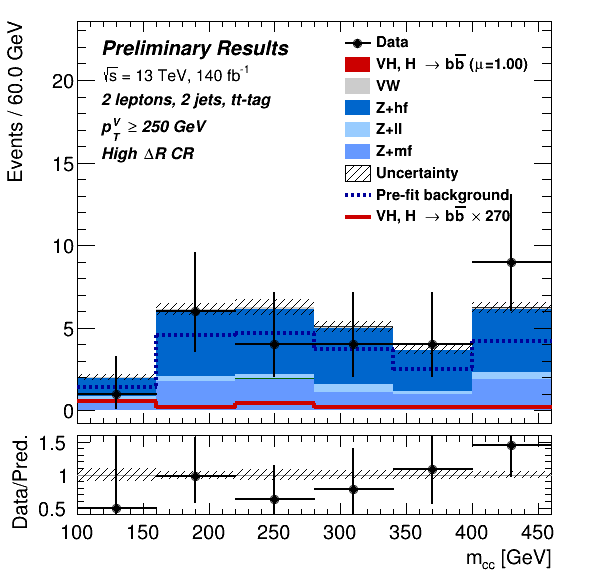 Events / 60.0 GeV
Preliminary Results
√s = 13 TeV, 140 fb⁻¹
2 leptons, 2 jets, tt-tag
p_T^V ≥ 250 GeV
High ΔR CR
Data
VH, H → bb̅ (μ=1.00)
VW
Z+hf
Z+ll
Z+mf
Uncertainty
Pre-fit background
VH, H → bb̅ × 270
20
15
10
5
0
Data/Pred.
1.5
1
0.5
100 150 200 250 300 350 400 450
m_cc [GeV]